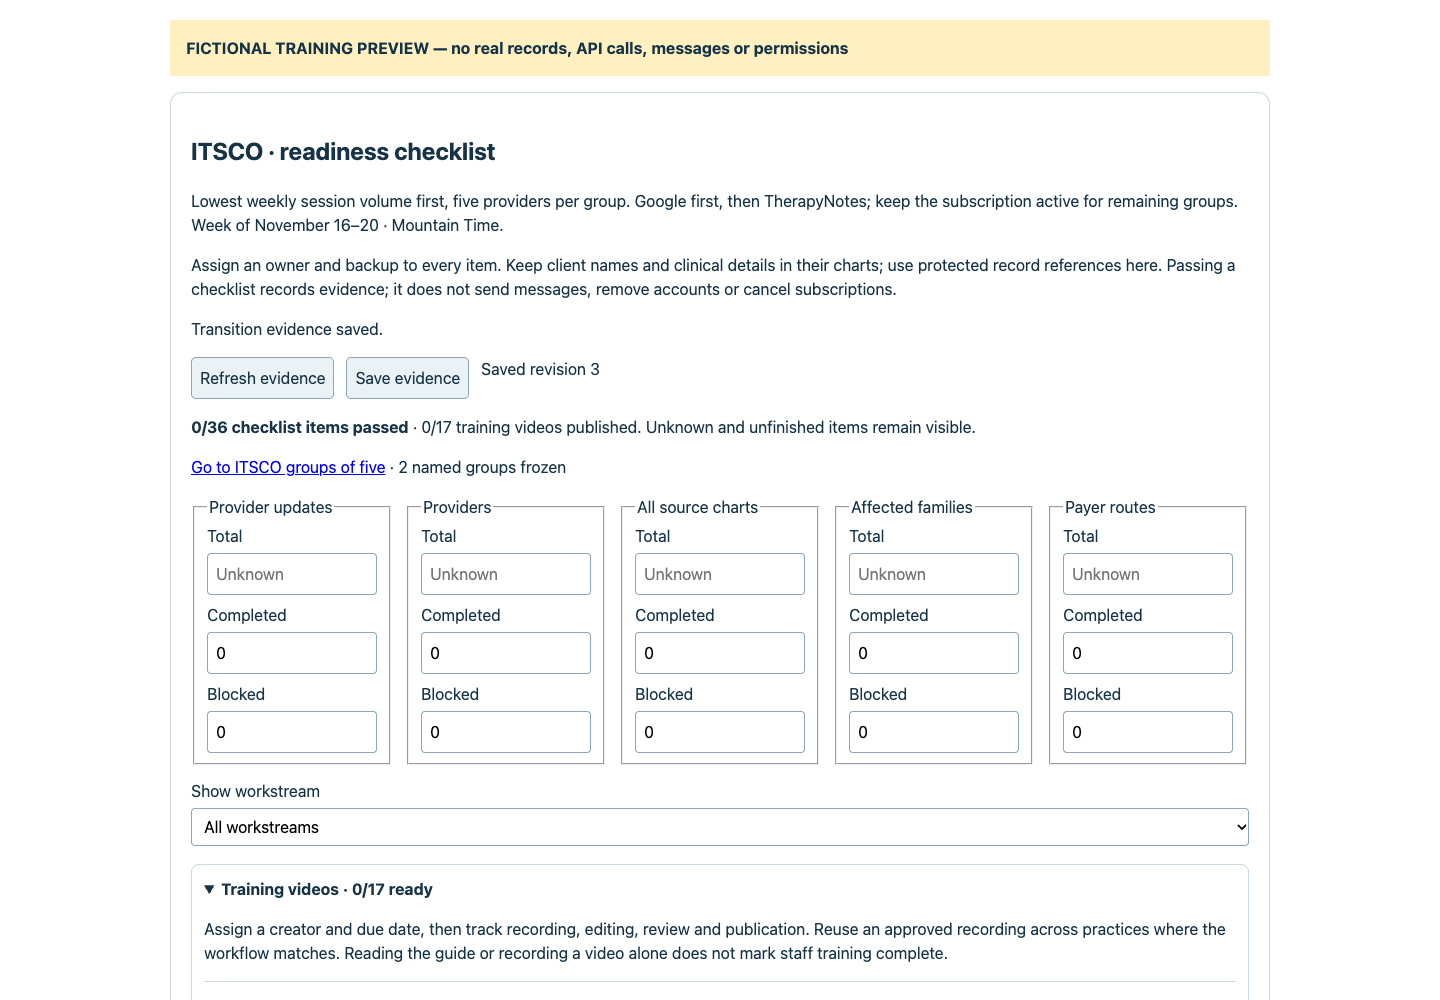 FICTIONAL TRAINING PREVIEW — no real records, API calls, messages or permissions
ITSCO · readiness checklist
Lowest weekly session volume first, five providers per group. Google first, then TherapyNotes; keep the subscription active for remaining groups.
Week of November 16–20 · Mountain Time.
Assign an owner and backup to every item. Keep client names and clinical details in their charts; use protected record references here. Passing a
checklist records evidence; it does not send messages, remove accounts or cancel subscriptions.
Transition evidence saved.
Refresh evidence Save evidence Saved revision 3
0/36 checklist items passed · 0/17 training videos published. Unknown and unfinished items remain visible.
Go to ITSCO groups of five · 2 named groups frozen
Provider updates Providers All source charts Affected families Payer routes
Total Total Total Total Total
Unknown Unknown Unknown Unknown Unknown
Completed Completed Completed Completed Completed
0 0 0 0 0
Blocked Blocked Blocked Blocked Blocked
0 0 0 0 0
Show workstream
All workstreams
▼ Training videos · 0/17 ready
Assign a creator and due date, then track recording, editing, review and publication. Reuse an approved recording across practices where the
workflow matches. Reading the guide or recording a video alone does not mark staff training complete.